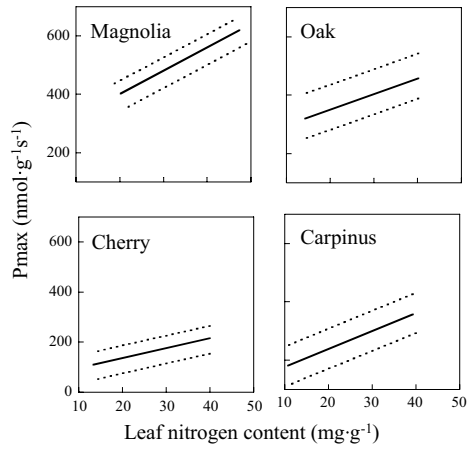 Magnolia
Oak
600
400
200
Pmax (nmol·g⁻¹s⁻¹)
Cherry
Carpinus
600
400
200
0
10 20 30 40 50 10 20 30 40 50
Leaf nitrogen content (mg·g⁻¹)